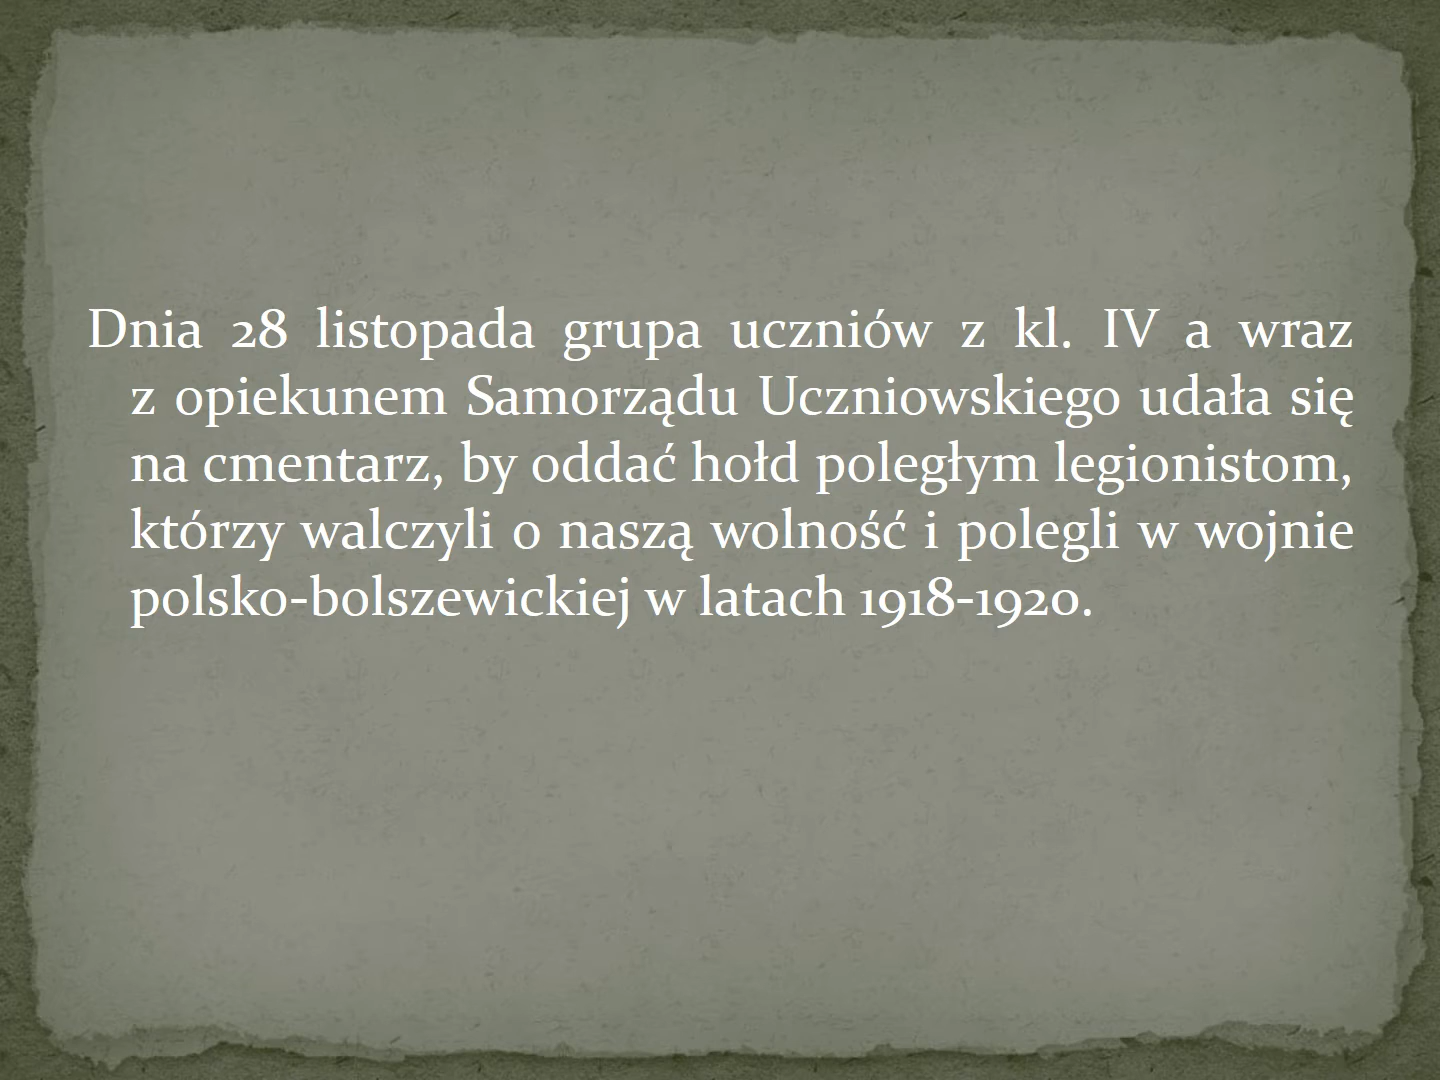 Dnia 28 listopada grupa uczniów z kl. IV a wraz
z opiekunem Samorządu Uczniowskiego udała się
na cmentarz, by oddać hołd poległym legionistom,
którzy walczyli o naszą wolność i polegli w wojnie
polsko-bolszewickiej w latach 1918-1920.